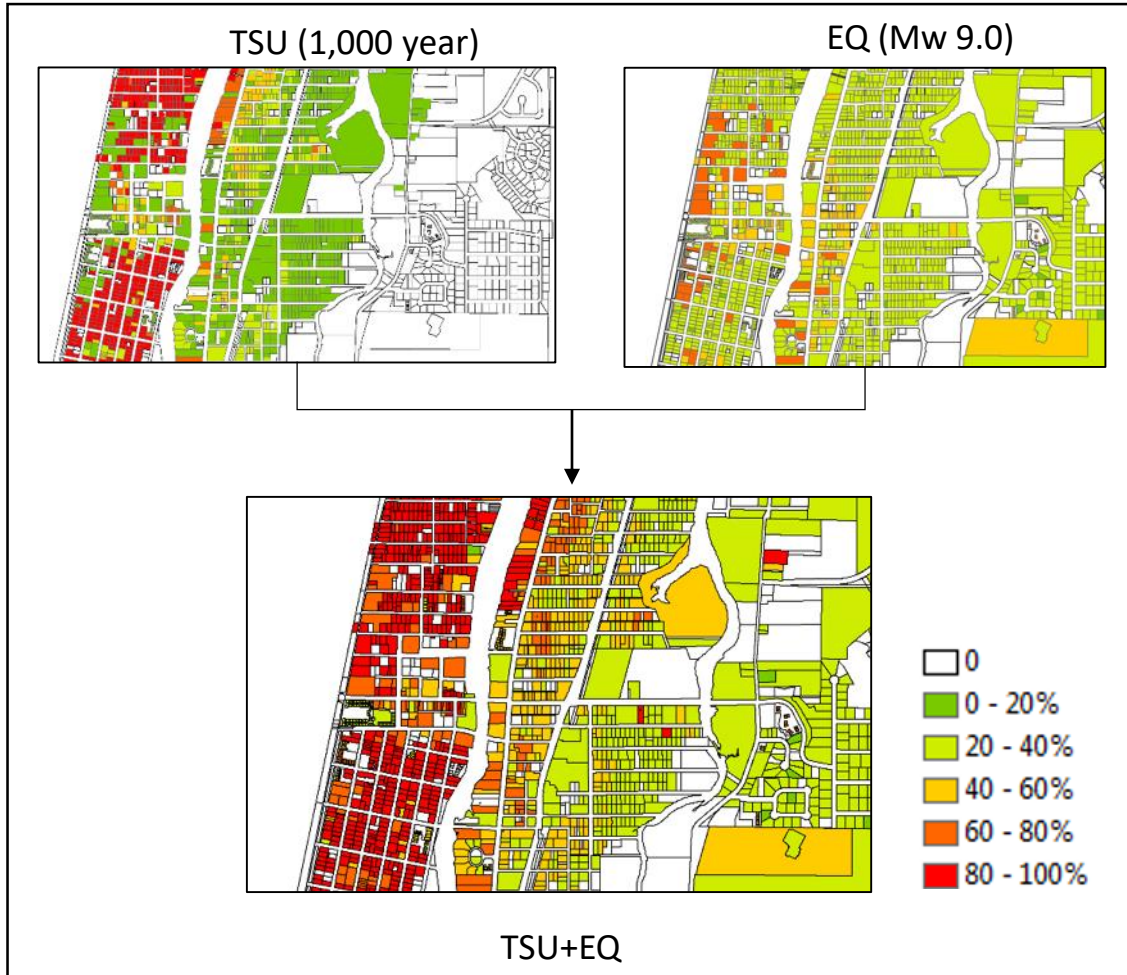 TSU (1,000 year)
EQ (Mw 9.0)
0
0 - 20%
20 - 40%
40 - 60%
60 - 80%
80 - 100%
TSU+EQ